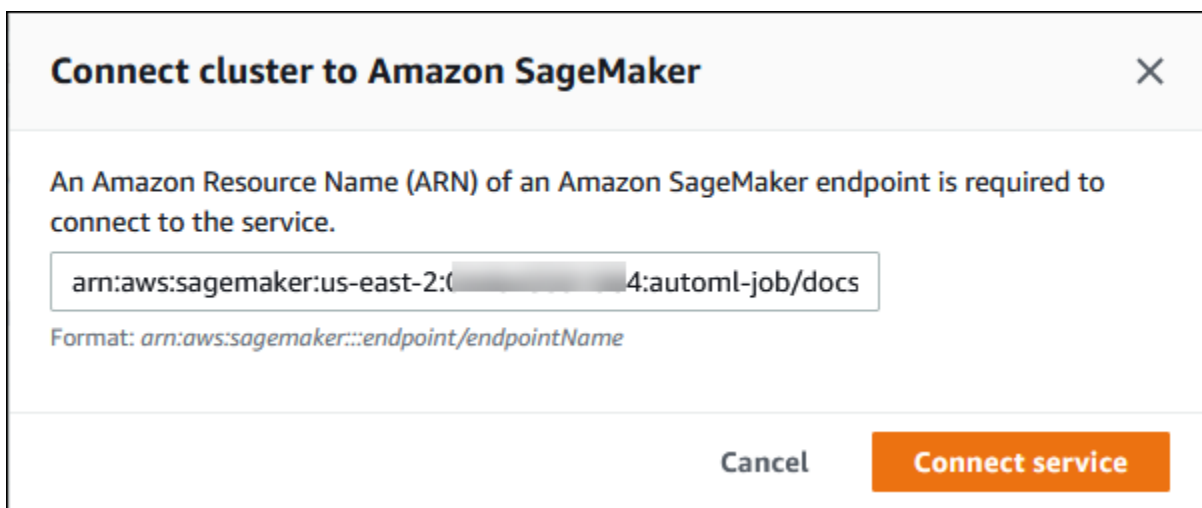 Connect cluster to Amazon SageMaker
An Amazon Resource Name (ARN) of an Amazon SageMaker endpoint is required to
connect to the service.
arn:aws:sagemaker:us-east-2: 4:automl-job/docs
Format: arn:aws:sagemaker:::endpoint/endpointName
Cancel Connect service